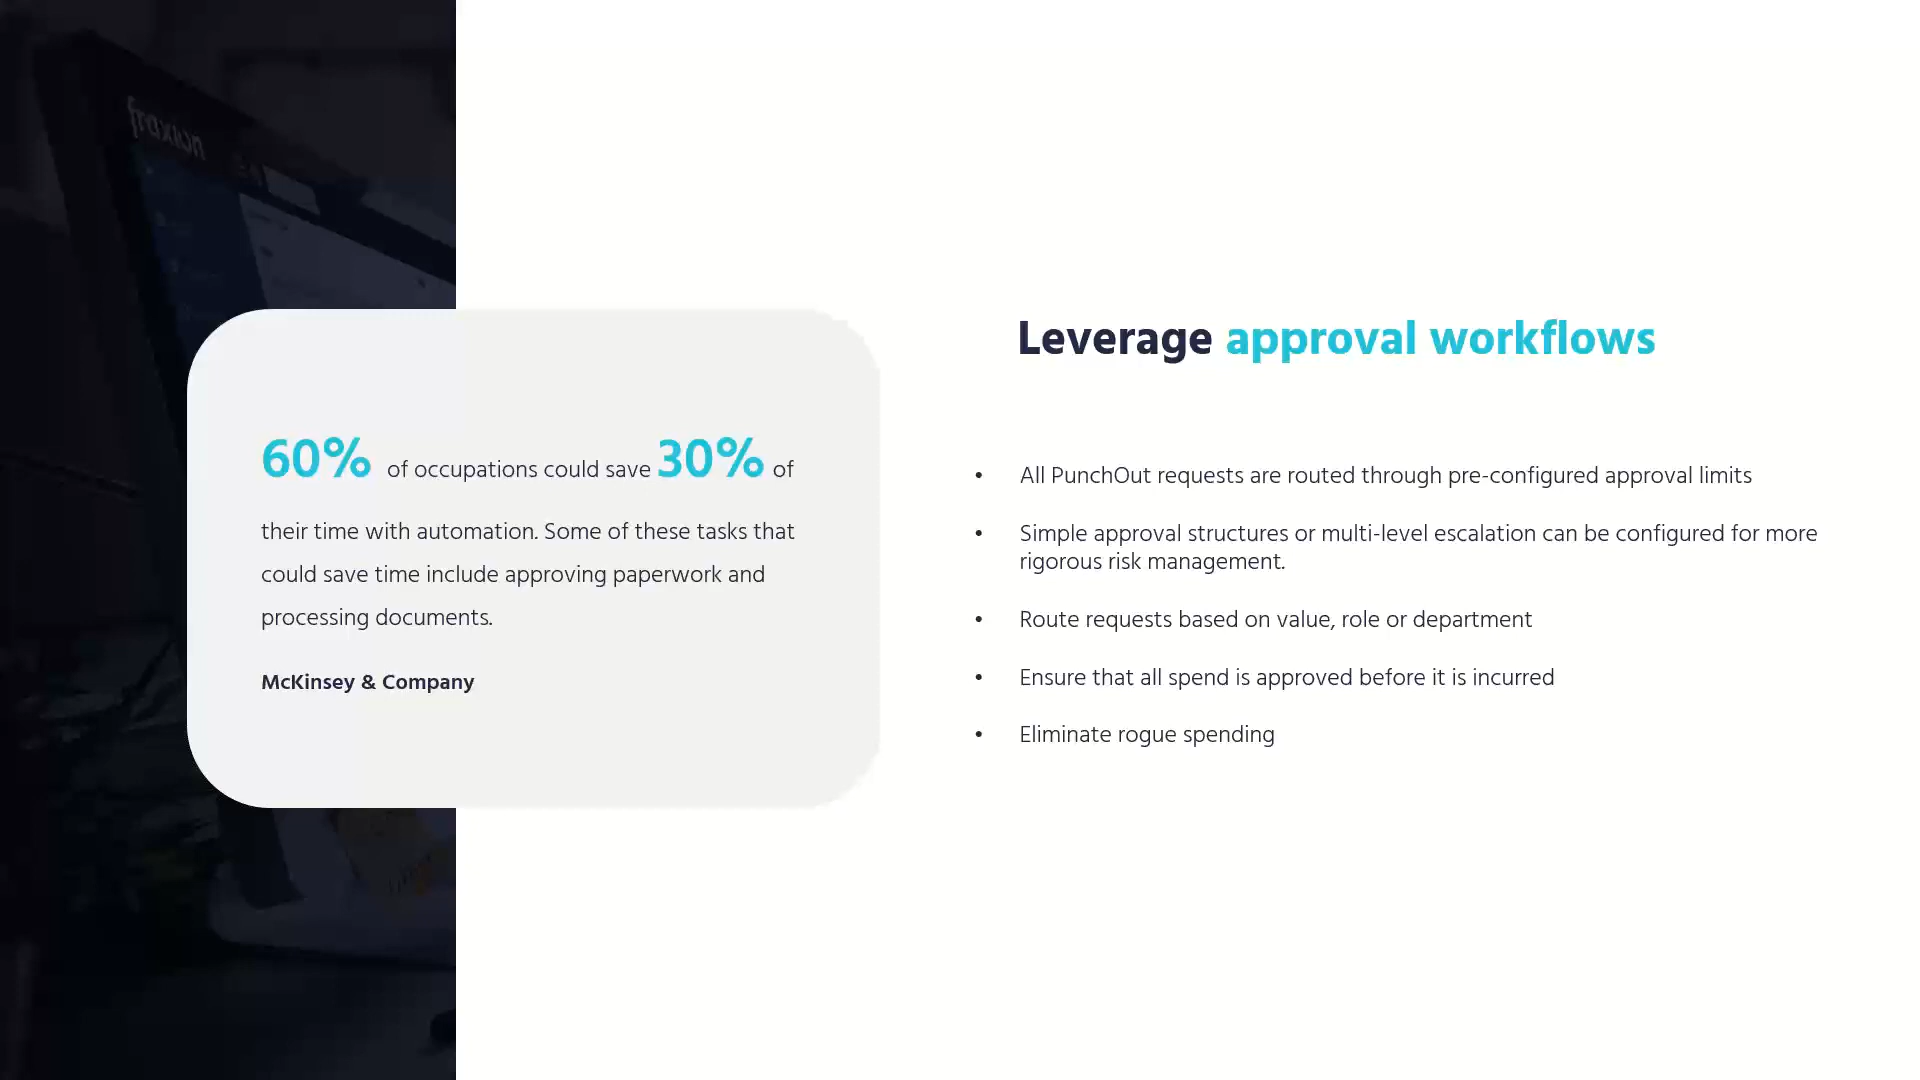 fraxion
60% of occupations could save 30% of
their time with automation. Some of these tasks that
could save time include approving paperwork and
processing documents.
McKinsey & Company
Leverage approval workflows
• All PunchOut requests are routed through pre-configured approval limits
• Simple approval structures or multi-level escalation can be configured for more
rigorous risk management.
• Route requests based on value, role or department
• Ensure that all spend is approved before it is incurred
• Eliminate rogue spending